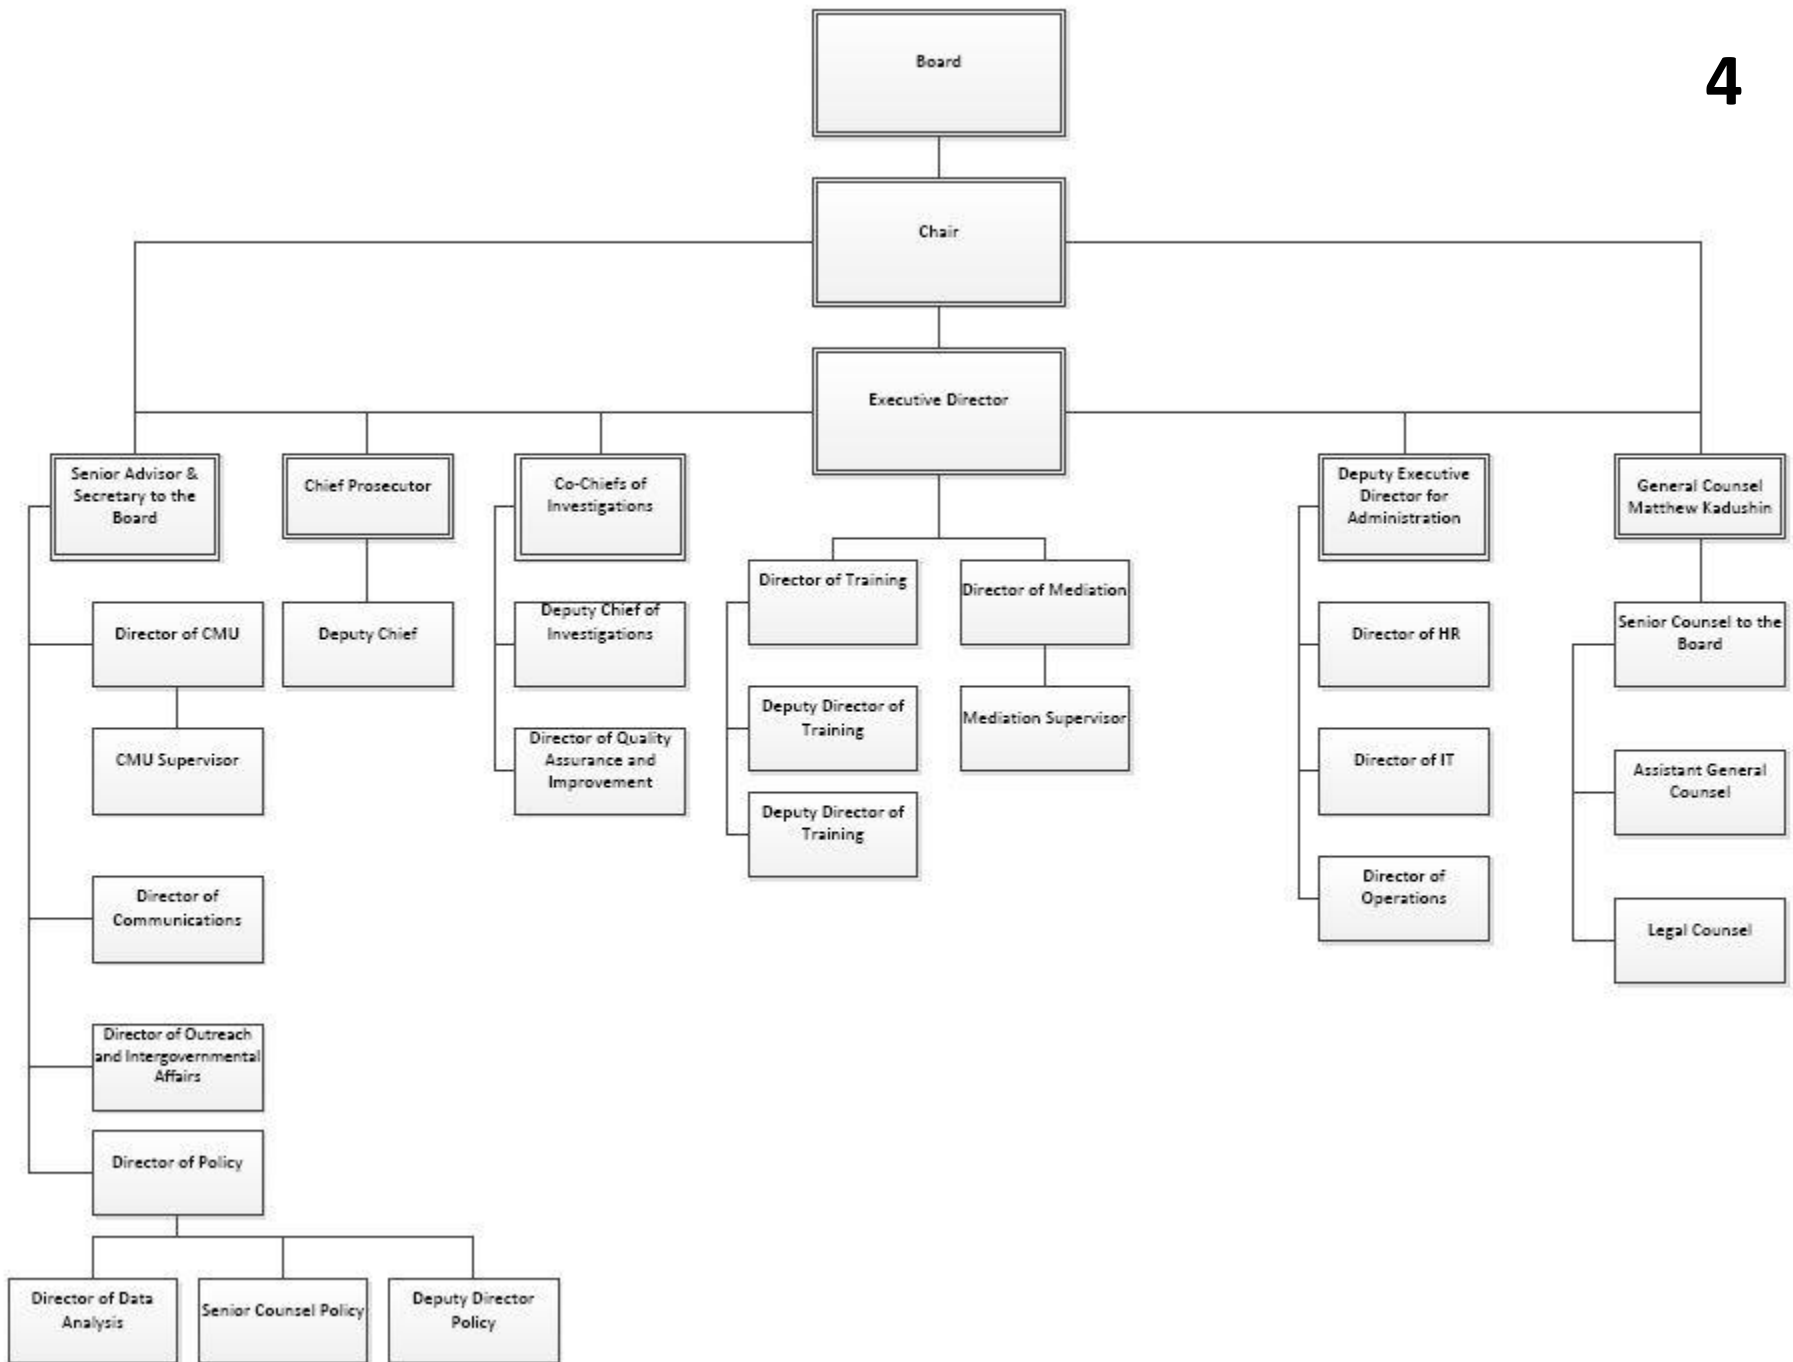 4
Board
Chair
Executive Director
Senior Advisor &
Secretary to the
Board
Chief Prosecutor
Co-Chiefs of
Investigations
Deputy Executive
Director for
Administration
General Counsel
Matthew Kadushin
Director of Training
Director of Mediation
Director of CMU
Deputy Chief
Deputy Chief of
Investigations
Director of HR
Senior Counsel to the
Board
Deputy Director of
Training
Mediation Supervisor
CMU Supervisor
Director of Quality
Assurance and
Improvement
Director of IT
Assistant General
Counsel
Deputy Director of
Training
Director of
Communications
Director of
Operations
Legal Counsel
Director of Outreach
and Intergovernmental
Affairs
Director of Policy
Director of Data
Analysis
Senior Counsel Policy
Deputy Director
Policy